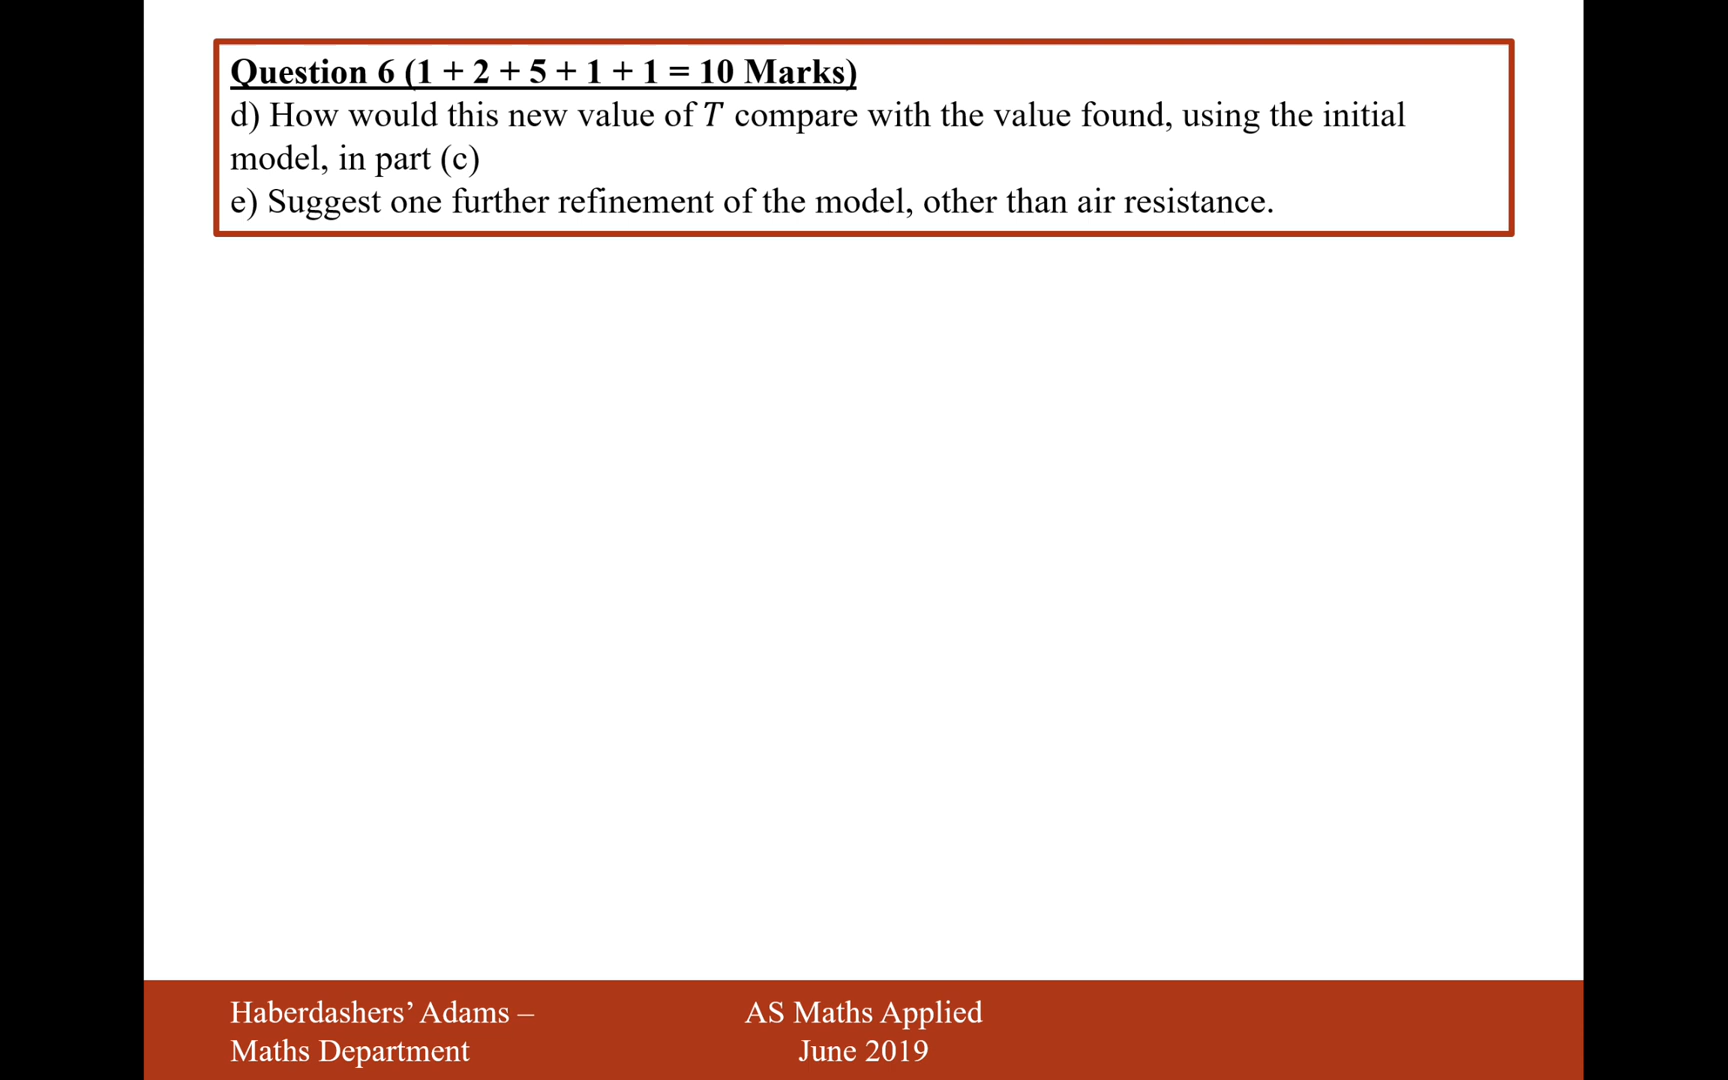 Question 6 (1 + 2 + 5 + 1 + 1 = 10 Marks)
d) How would this new value of T compare with the value found, using the initial
model, in part (c)
e) Suggest one further refinement of the model, other than air resistance.
Haberdashers’ Adams –
Maths Department
AS Maths Applied
June 2019